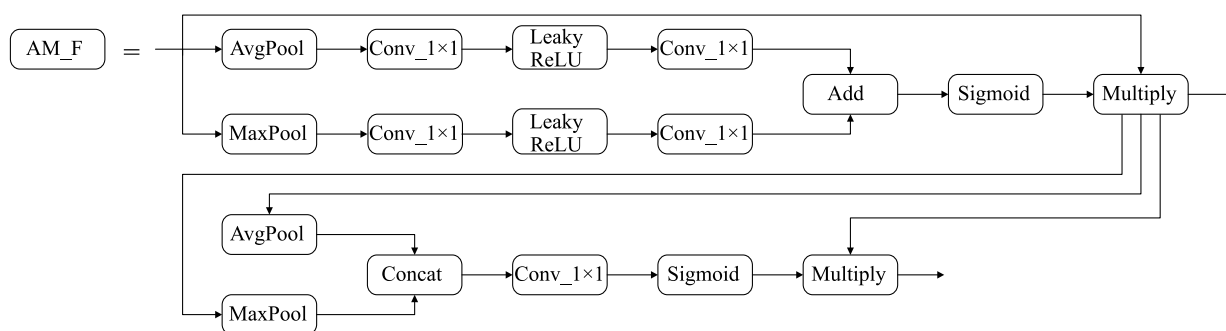 AM_F = AvgPool Conv_1×1 Leaky ReLU Conv_1×1
Add Sigmoid Multiply
MaxPool Conv_1×1 Leaky ReLU Conv_1×1
AvgPool
Concat Conv_1×1 Sigmoid Multiply
MaxPool